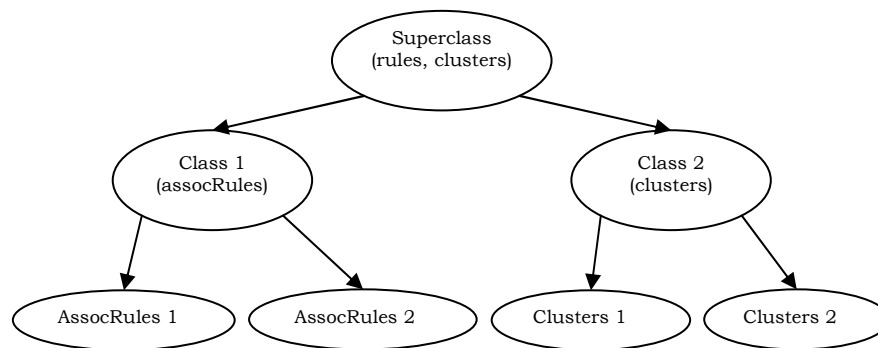 Superclass
(rules, clusters)
Class 1
(assocRules)
Class 2
(clusters)
AssocRules 1
AssocRules 2
Clusters 1
Clusters 2